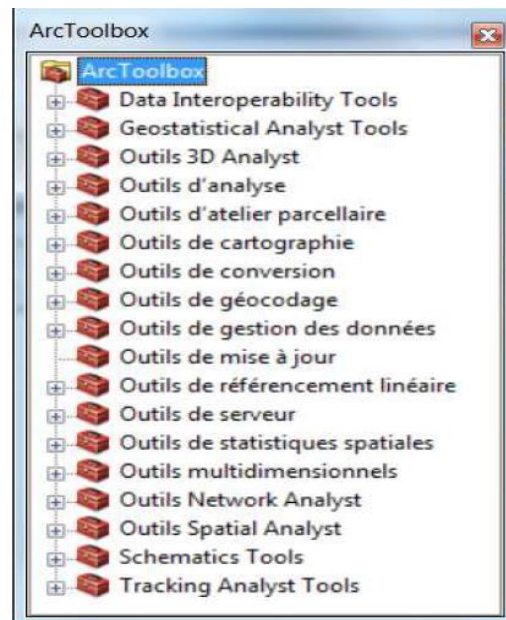 ArcToolbox
ArcToolbox
Data Interoperability Tools
Geostatistical Analyst Tools
Outils 3D Analyst
Outils d'analyse
Outils d'atelier parcellaire
Outils de cartographie
Outils de conversion
Outils de géocodage
Outils de gestion des données
Outils de mise à jour
Outils de référencement linéaire
Outils de serveur
Outils de statistiques spatiales
Outils multidimensionnels
Outils Network Analyst
Outils Spatial Analyst
Schematics Tools
Tracking Analyst Tools